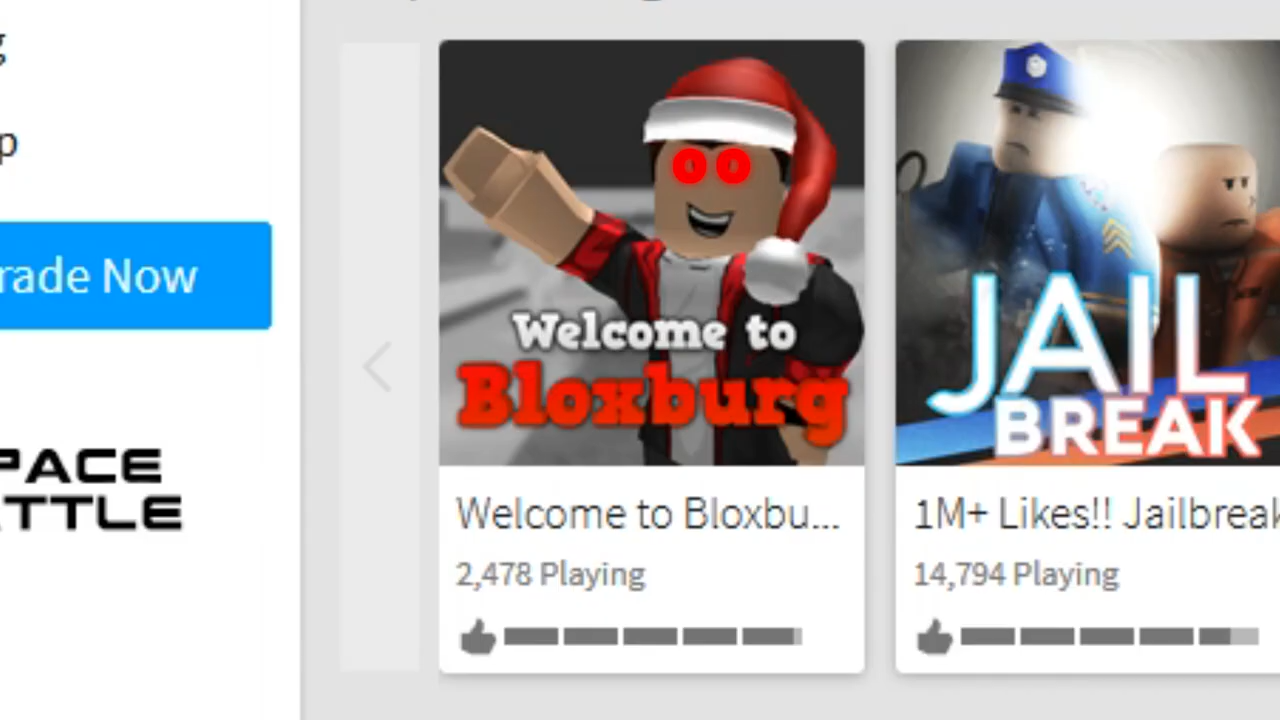 g
p
rade Now
PACE
TTLE
Welcome to
Bloxburg
Welcome to Bloxbu...
2,478 Playing
JAIL
BREAK
1M+ Likes!! Jailbreak
14,794 Playing